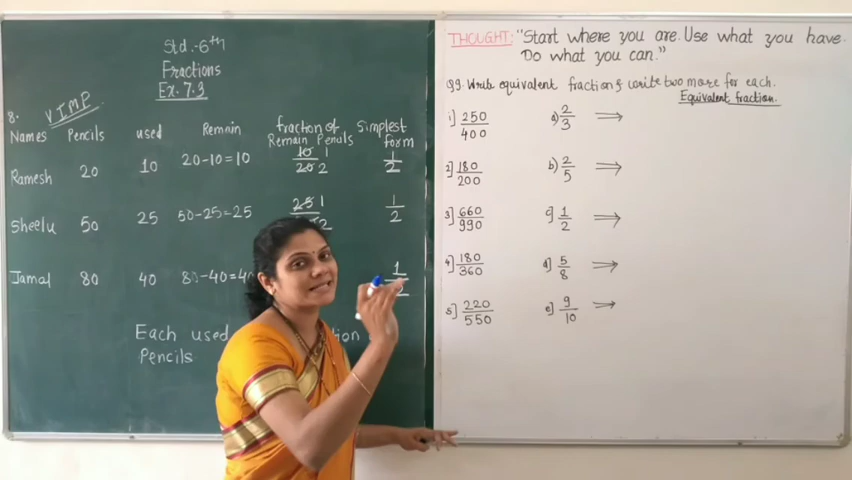 Std.-6th
Fractions
Ex. 7.3
8. VIMP
Names Pencils used Remain fraction of Remain Pencils Simplest form
Ramesh 20 10 20-10=10 10/20 1/2 1/2
Sheelu 50 25 50-25=25 25 1 2 1/2
Jamal 80 40 80-40=40 1/2
Each used
Pencils
THOUGHT: "Start where you are. Use what you have.
Do what you can."
Q9. Write equivalent fraction & write two more for each.
Equivalent fraction.
1] 250/400 a) 2/3 ⇒
2] 180/200 b) 2/5 ⇒
3] 660/990 c] 1/2 ⇒
4] 180/360 d] 5/8 ⇒
5] 220/550 e) 9/10 ⇒